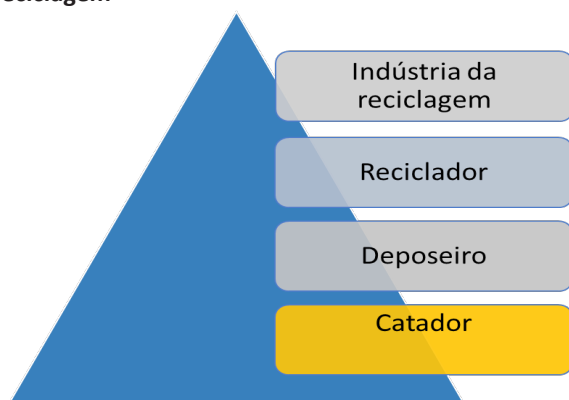 Indústria da
reciclagem
Reciclador
Deposeiro
Catador